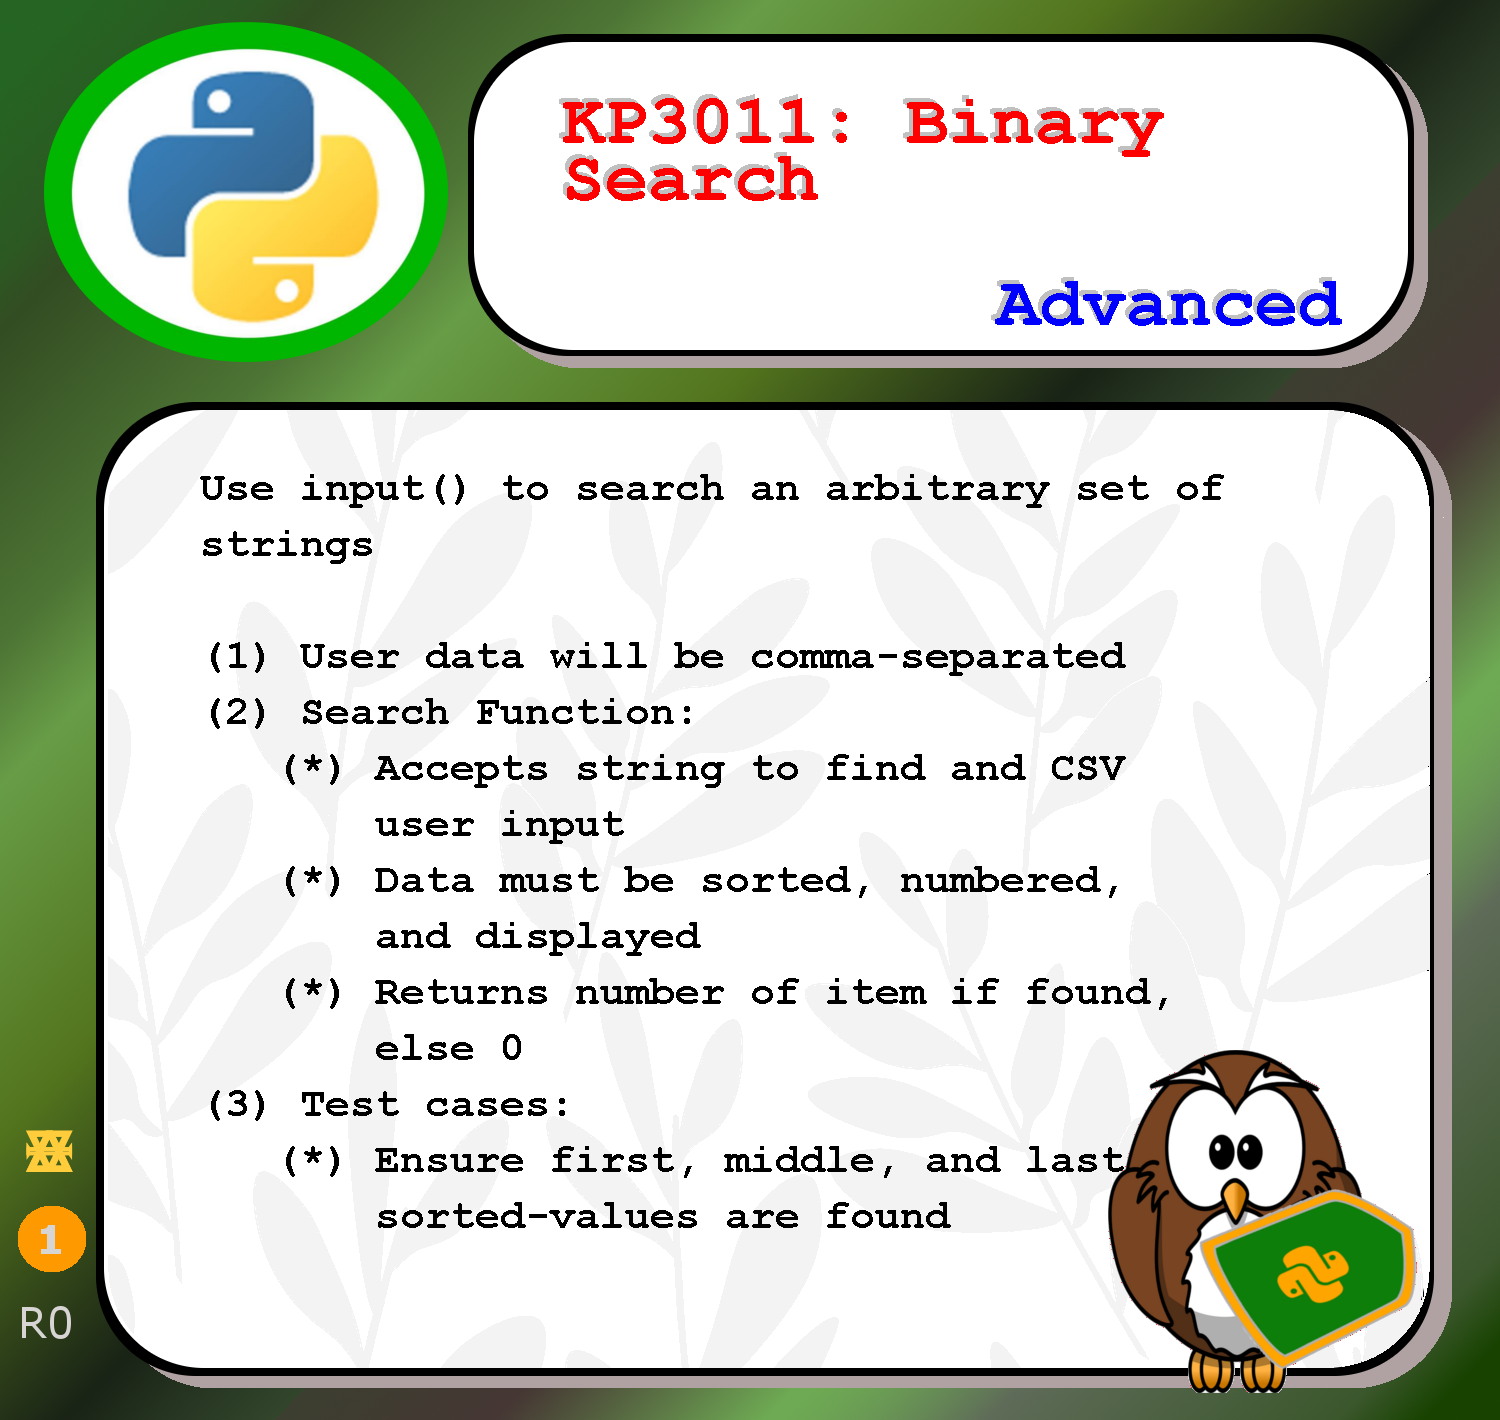 KP3011: Binary
Search
Advanced
Use input() to search an arbitrary set of
strings
(1) User data will be comma-separated
(2) Search Function:
(*) Accepts string to find and CSV
user input
(*) Data must be sorted, numbered,
and displayed
(*) Returns number of item if found,
else 0
(3) Test cases:
(*) Ensure first, middle, and last
sorted-values are found
1
R0